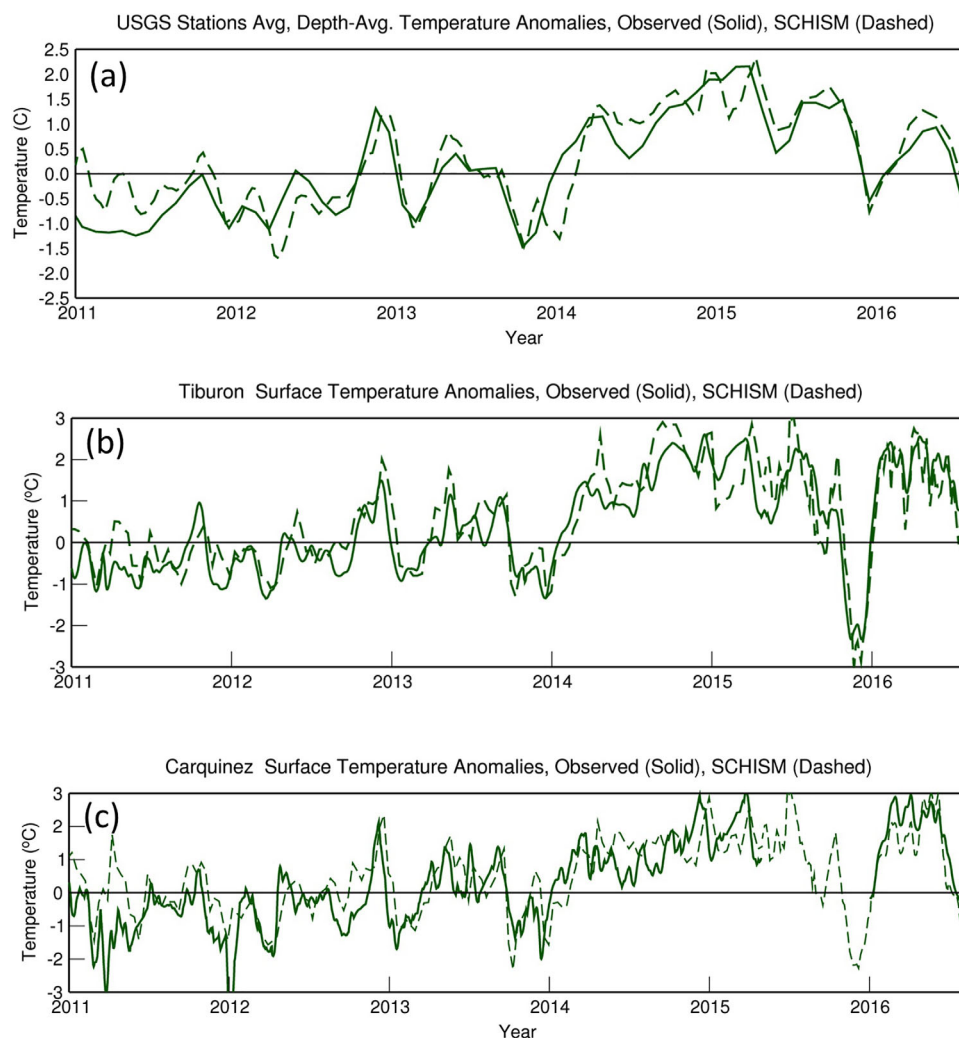 USGS Stations Avg, Depth-Avg. Temperature Anomalies, Observed (Solid), SCHISM (Dashed)
(a)
Temperature (C)
2.5
2.0
1.5
1.0
0.5
0.0
-0.5
-1.0
-1.5
2.0
-2.5
2011 2012 2013 2014 2015 2016
Year
Tiburon Surface Temperature Anomalies, Observed (Solid), SCHISM (Dashed)
(b)
Temperature (ºC)
3
2
1
0
-1
-2
-3
2011 2012 2013 2014 2015 2016
Carquinez Surface Temperature Anomalies, Observed (Solid), SCHISM (Dashed)
(c)
Temperature (ºC)
3
2
1
0
-1
-2
-3
2011 2012 2013 2014 2015 2016
Year